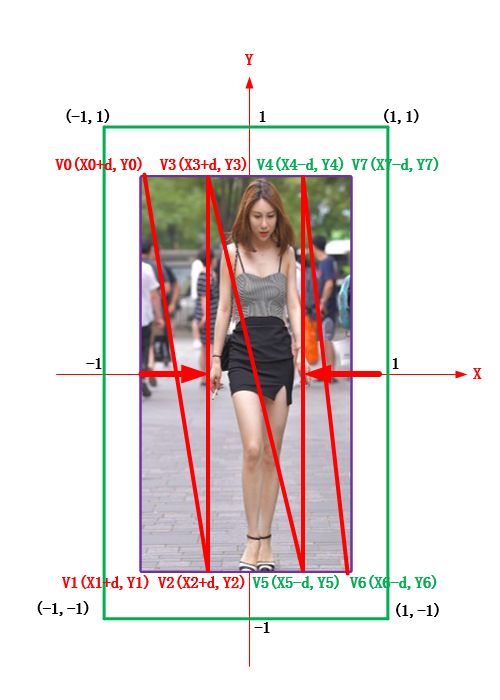 Y
(-1,1) 1 (1,1)
V0(X0+d,Y0) V3(X3+d,Y3) V4(X4-d,Y4) V7(X7-d,Y7)
-1 1
X
V1(X1+d,Y1) V2(X2+d,Y2) V5(X5-d,Y5) V6(X6-d,Y6)
(-1,-1) (1,-1)
-1